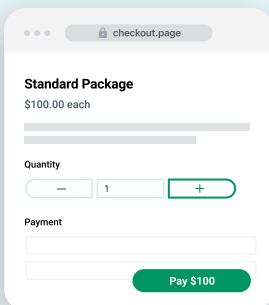 checkout.page
Standard Package
$100.00 each
Quantity
— 1 +
Payment
Pay $100